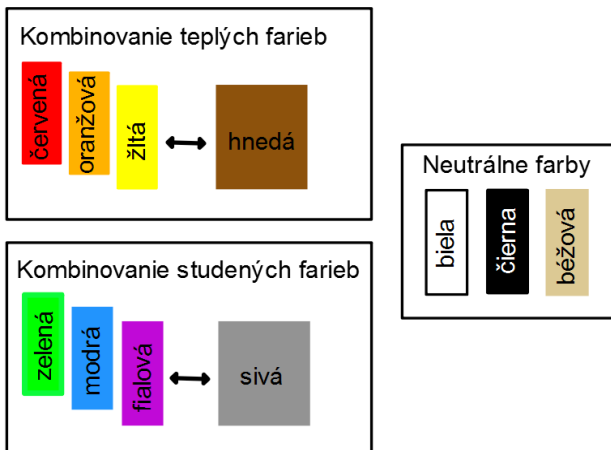 Kombinovanie teplých farieb
červená
oranžová
žltá
hnedá
Kombinovanie studených farieb
zelená
modrá
fialová
sivá
Neutrálne farby
biela
čierna
béžová